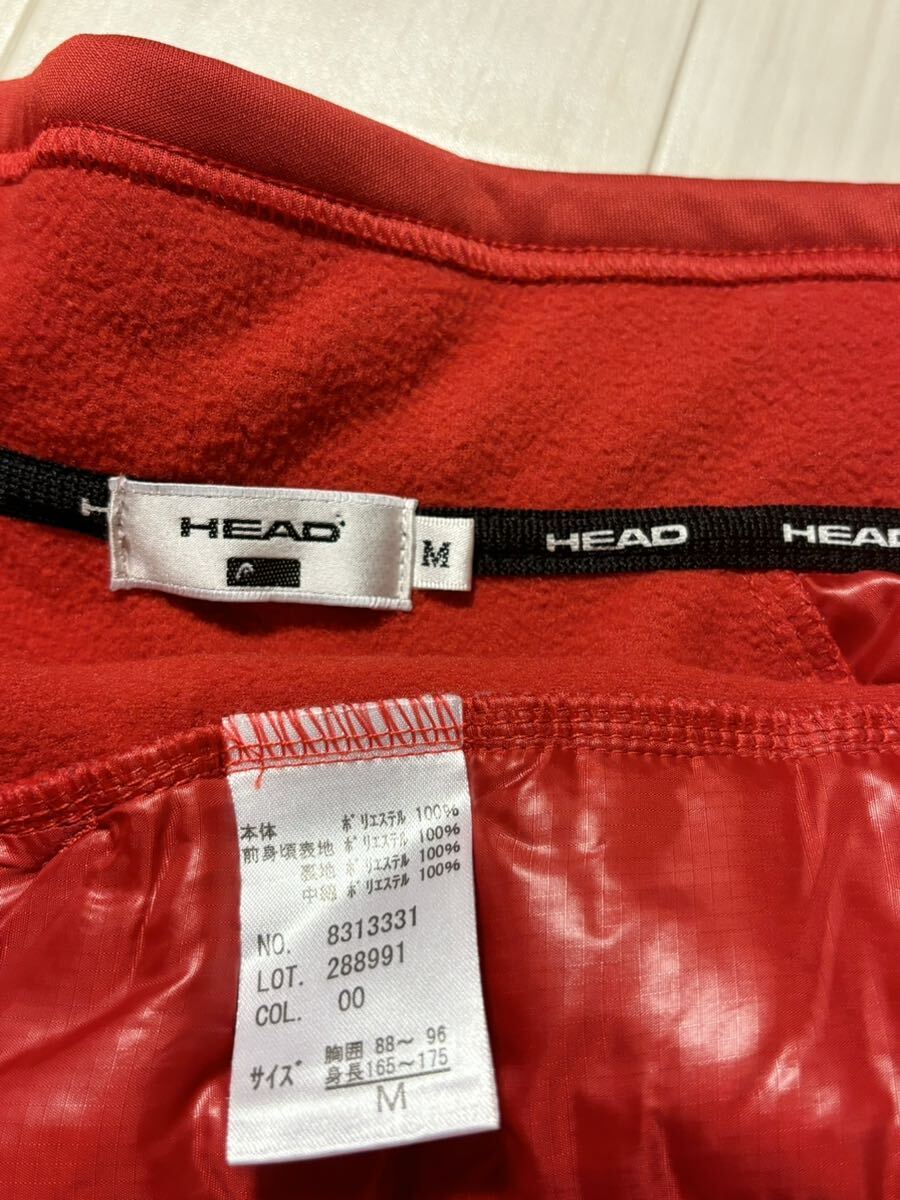 HEAD
M
HEAD
HEAD
本体 ポリエステル 100%
前身頃表地 ポリエステル 100%
裏地 ポリエステル 100%
中綿 ポリエステル 100%
NO. 8313331
LOT. 288991
COL. 00
サイズ 胸囲 88～ 96
身長165～175
M